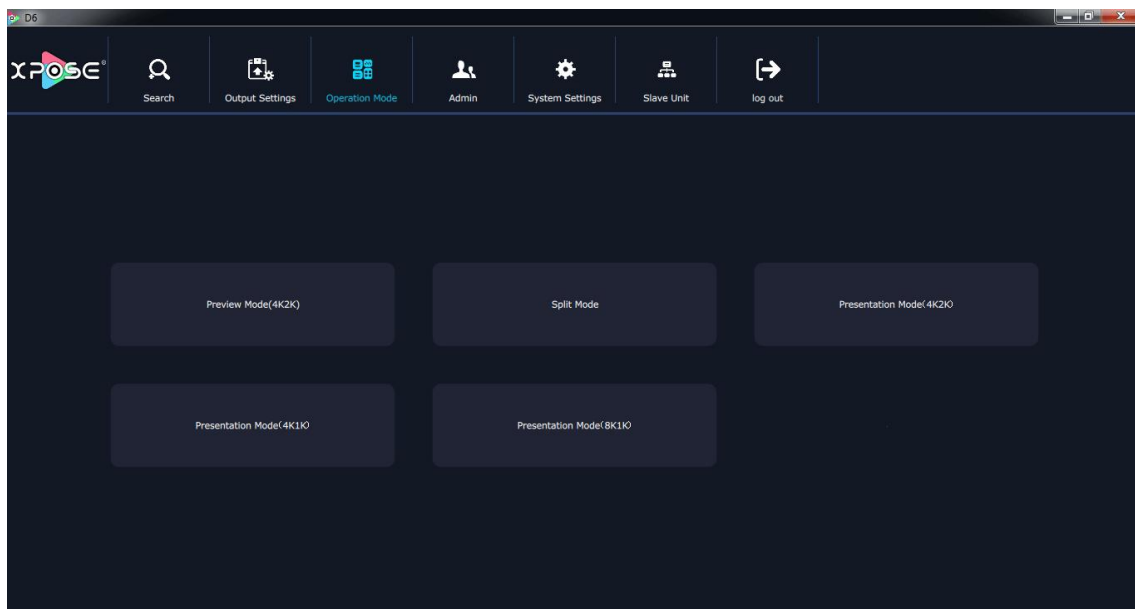 D6
XPOSE®
Search
Output Settings
Operation Mode
Admin
System Settings
Slave Unit
log out
Preview Mode(4K2K)
Split Mode
Presentation Mode(4K2K)
Presentation Mode(4K1K)
Presentation Mode(8K1K)